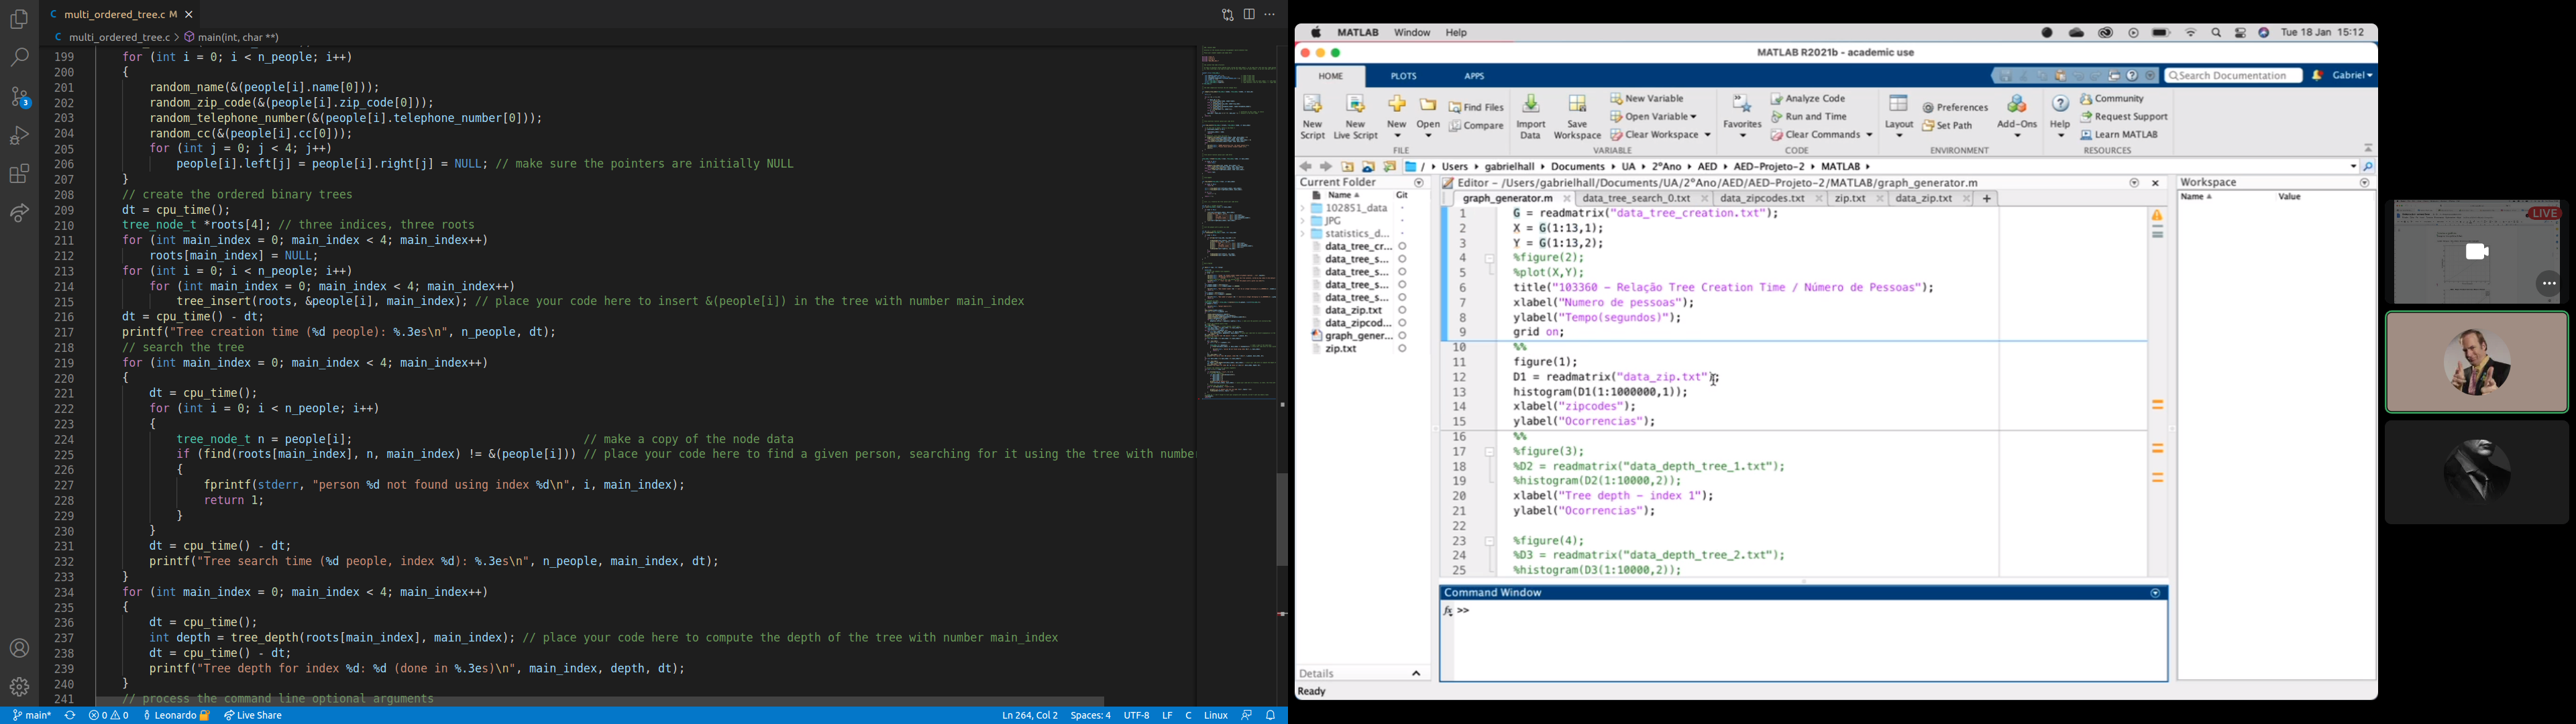 multi_ordered_tree.c M
multi_ordered_tree.c > main(int, char **)
199 for (int i = 0; i < n_people; i++)
200 {
201 random_name(&(people[i].name[0]));
202 random_zip_code(&(people[i].zip_code[0]));
203 random_telephone_number(&(people[i].telephone_number[0]));
204 random_cc(&(people[i].cc[0]));
205 for (int j = 0; j < 4; j++)
206 people[i].left[j] = people[i].right[j] = NULL; // make sure the pointers are initially NULL
207 }
208 // create the ordered binary trees
209 dt = cpu_time();
210 tree_node_t *roots[4]; // three indices, three roots
211 for (int main_index = 0; main_index < 4; main_index++)
212 roots[main_index] = NULL;
213 for (int i = 0; i < n_people; i++)
214 for (int main_index = 0; main_index < 4; main_index++)
215 tree_insert(roots, &people[i], main_index); // place your code here to insert &(people[i]) in the tree with number main_index
216 dt = cpu_time() - dt;
217 printf("Tree creation time (%d people): %.3es\n", n_people, dt);
218 // search the tree
219 for (int main_index = 0; main_index < 4; main_index++)
220 {
221 dt = cpu_time();
222 for (int i = 0; i < n_people; i++)
223 {
224 tree_node_t n = people[i]; // make a copy of the node data
225 if (find(roots[main_index], n, main_index) != &(people[i])) // place your code here to find a given person, searching for it using the tree with numbe
226 {
227 fprintf(stderr, "person %d not found using index %d\n", i, main_index);
228 return 1;
229 }
230 }
231 dt = cpu_time() - dt;
232 printf("Tree search time (%d people, index %d): %.3es\n", n_people, main_index, dt);
233 }
234 for (int main_index = 0; main_index < 4; main_index++)
235 {
236 dt = cpu_time();
237 int depth = tree_depth(roots[main_index], main_index); // place your code here to compute the depth of the tree with number main_index
238 dt = cpu_time() - dt;
239 printf("Tree depth for index %d: %d (done in %.3es)\n", main_index, depth, dt);
240 }
241 // process the command line optional arguments
3
main* 0 0 Leonardo Live Share Ln 264, Col 2 Spaces: 4 UTF-8 LF C Linux
MATLAB Window Help Tue 18 Jan 15:12
MATLAB R2021b - academic use
HOME PLOTS APPS Search Documentation Gabriel
New Script
New Live Script
New
Open
Find Files
Compare
FILE
Import Data
Save Workspace
New Variable
Open Variable
Clear Workspace
VARIABLE
Favorites
Analyze Code
Run and Time
Clear Commands
CODE
Layout
Preferences
Set Path
Add-Ons
ENVIRONMENT
Help
Community
Request Support
Learn MATLAB
RESOURCES
/ Users gabrielhall Documents UA 2ºAno AED AED-Projeto-2 MATLAB
Current Folder
Name Git
102851_data
JPG
statistics_d...
data_tree_cr...
data_tree_s...
data_tree_s...
data_tree_s...
data_tree_s...
data_zip.txt
data_zipcod...
graph_gener...
zip.txt
Details
Ready
Editor - /Users/gabrielhall/Documents/UA/2ºAno/AED/AED-Projeto-2/MATLAB/graph_generator.m
graph_generator.m data_tree_search_0.txt data_zipcodes.txt zip.txt data_zip.txt
1 G = readmatrix("data_tree_creation.txt");
2 X = G(1:13,1);
3 Y = G(1:13,2);
4 %figure(2);
5 %plot(X,Y);
6 title("103360 - Relação Tree Creation Time / Número de Pessoas");
7 xlabel("Numero de pessoas");
8 ylabel("Tempo(segundos)");
9 grid on;
10 %%
11 figure(1);
12 D1 = readmatrix("data_zip.txt");
13 histogram(D1(1:1000000,1));
14 xlabel("zipcodes");
15 ylabel("Ocorrencias");
16 %%
17 %figure(3);
18 %D2 = readmatrix("data_depth_tree_1.txt");
19 %histogram(D2(1:10000,2));
20 xlabel("Tree depth - index 1");
21 ylabel("Ocorrencias");
22
23 %figure(4);
24 %D3 = readmatrix("data_depth_tree_2.txt");
25 %histogram(D3(1:10000,2));
Command Window
fx >>
Workspace
Name Value
LIVE